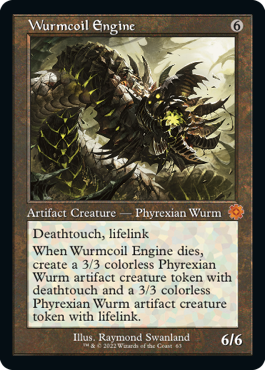 Wurmcoil Engine 6
Artifact Creature — Phyrexian Wurm
Deathtouch, lifelink
When Wurmcoil Engine dies,
create a 3/3 colorless Phyrexian
Wurm artifact creature token with
deathtouch and a 3/3 colorless
Phyrexian Wurm artifact creature
token with lifelink.
Illus. Raymond Swanland
6/6
™ & © 2022 Wizards of the Coast 63